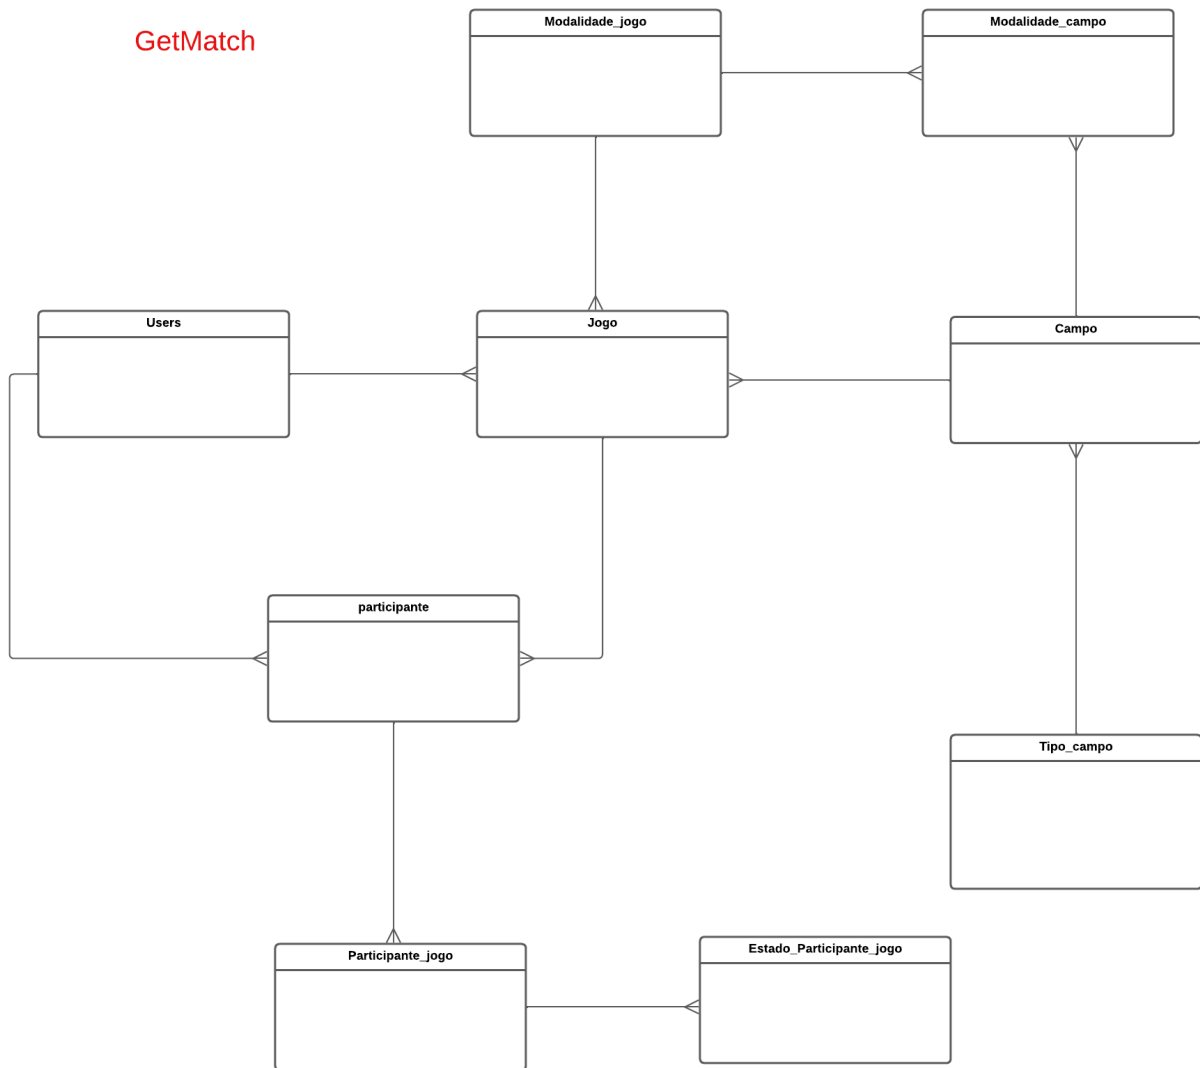 GetMatch
Modalidade_jogo
Modalidade_campo
Users
Jogo
Campo
participante
Tipo_campo
Participante_jogo
Estado_Participante_jogo